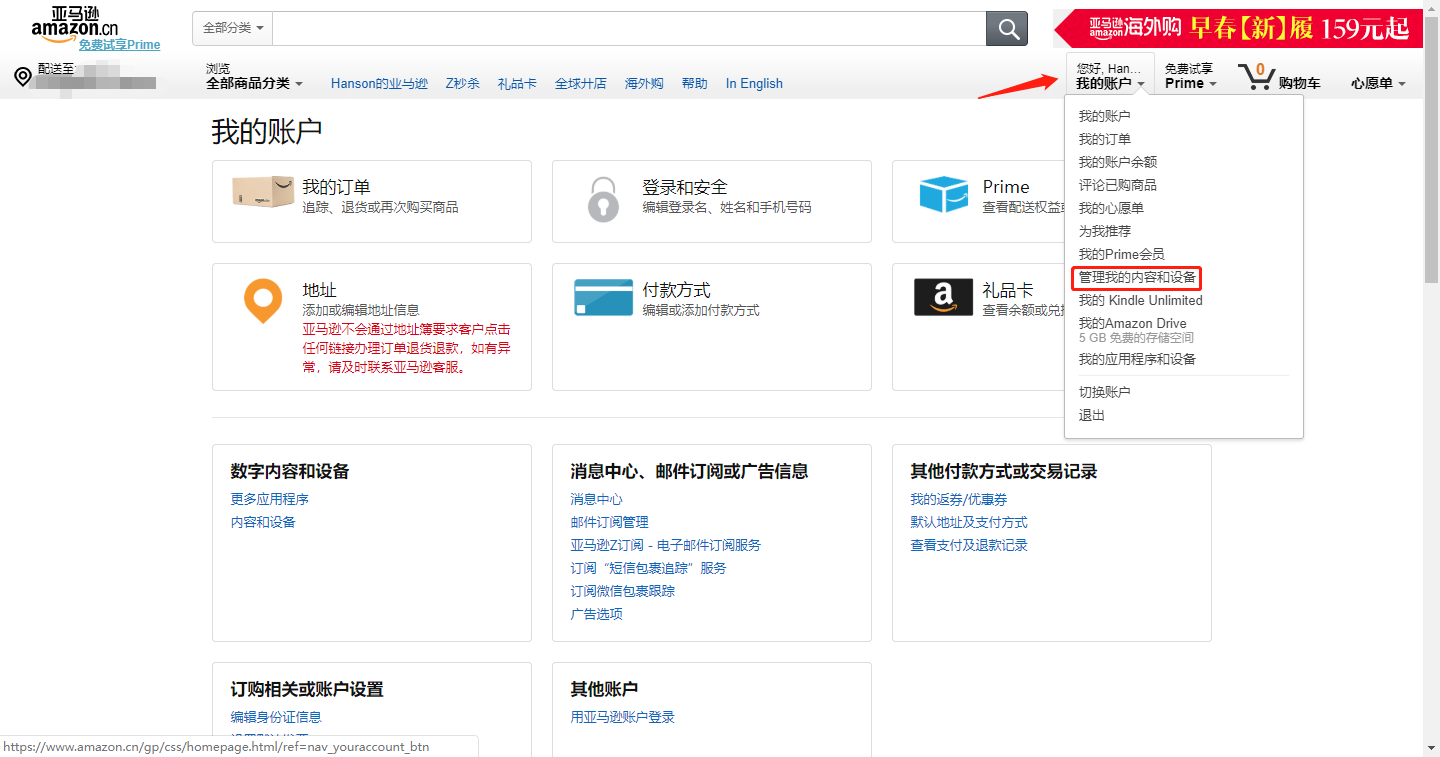 亚马逊
amazon.cn
免费试享Prime
全部分类
亚马逊
amazon 海外购 早春【新】履 159元起
配送至:
浏览
全部商品分类
Hanson的亚马逊
Z秒杀
礼品卡
全球开店
海外购
帮助
In English
您好, Han...
我的账户
免费试享
Prime
0
购物车
心愿单
我的账户
我的账户
我的订单
我的账户余额
评论已购商品
我的心愿单
为我推荐
我的Prime会员
管理我的内容和设备
我的 Kindle Unlimited
我的Amazon Drive
5 GB 免费的存储空间
我的应用程序和设备
切换账户
退出
我的订单
追踪、退货或再次购买商品
登录和安全
编辑登录名、姓名和手机号码
Prime
查看配送权益
地址
添加或编辑地址信息
亚马逊不会通过地址簿要求客户点击
任何链接办理订单退货退款，如有异
常，请及时联系亚马逊客服。
付款方式
编辑或添加付款方式
a
礼品卡
查看余额或兑
数字内容和设备
更多应用程序
内容和设备
消息中心、邮件订阅或广告信息
消息中心
邮件订阅管理
亚马逊Z订阅 - 电子邮件订阅服务
订阅“短信包裹追踪”服务
订阅微信包裹跟踪
广告选项
其他付款方式或交易记录
我的返券/优惠券
默认地址及支付方式
查看支付及退款记录
订购相关或账户设置
编辑身份证信息
其他账户
用亚马逊账户登录
https://www.amazon.cn/gp/css/homepage.html/ref=nav_youraccount_btn